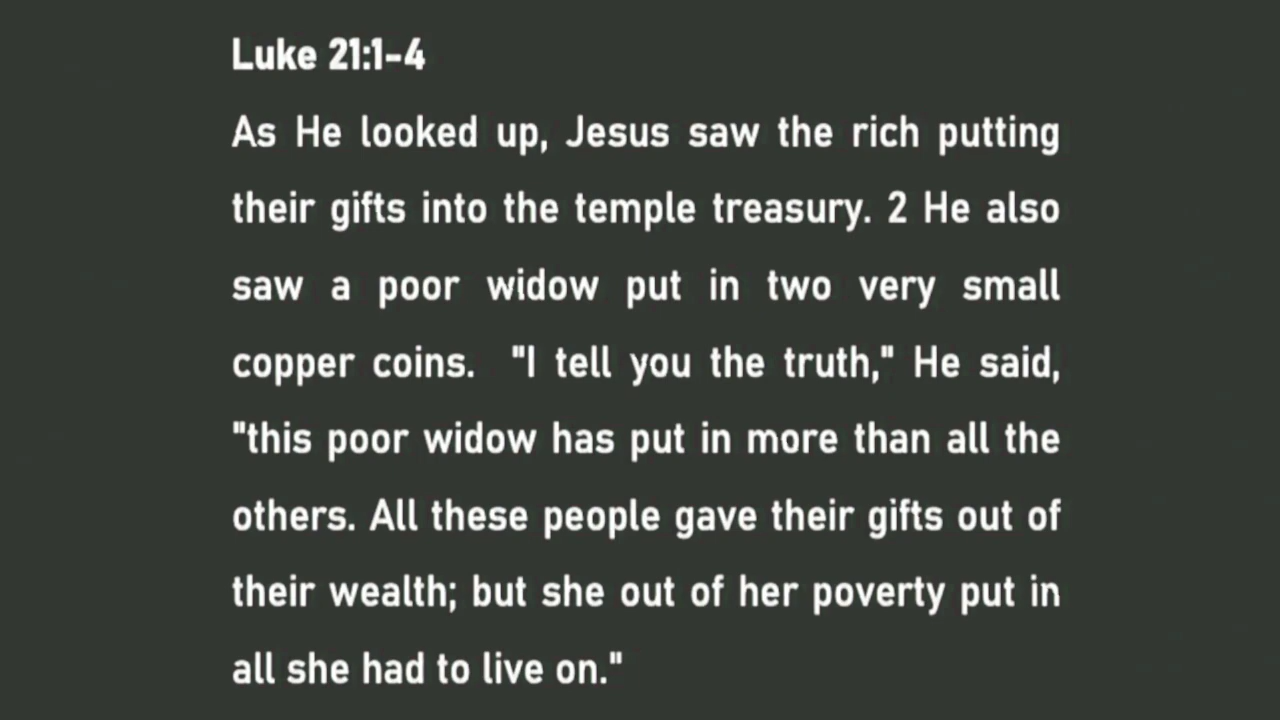 Luke 21:1-4
As He looked up, Jesus saw the rich putting
their gifts into the temple treasury. 2 He also
saw a poor widow put in two very small
copper coins.  "I tell you the truth," He said,
"this poor widow has put in more than all the
others. All these people gave their gifts out of
their wealth; but she out of her poverty put in
all she had to live on."